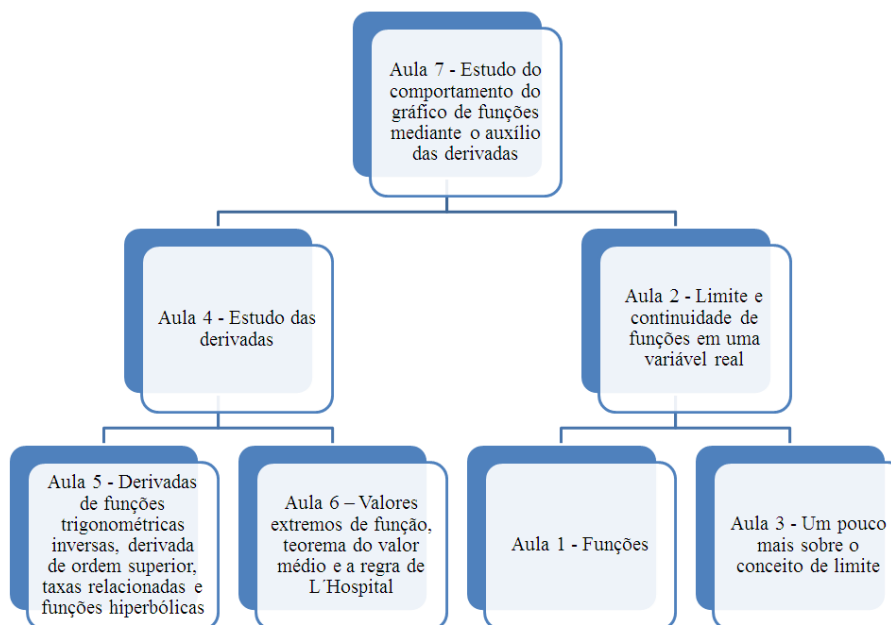 Aula 7 - Estudo do
comportamento do
gráfico de funções
mediante o auxílio
das derivadas
Aula 4 - Estudo das
derivadas
Aula 2 - Limite e
continuidade de
funções em uma
variável real
Aula 5 - Derivadas
de funções
trigonométricas
inversas, derivada
de ordem superior,
taxas relacionadas e
funções hiperbólicas
Aula 6 – Valores
extremos de função,
teorema do valor
médio e a regra de
L´Hospital
Aula 1 - Funções
Aula 3 - Um pouco
mais sobre o
conceito de limite